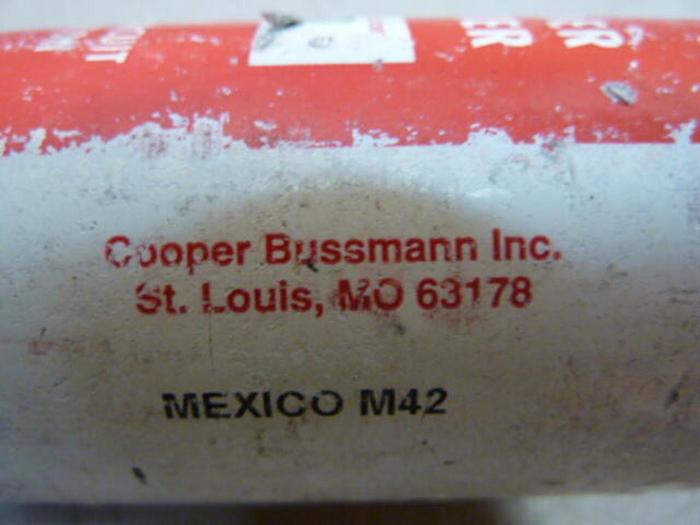 Cooper Bussmann Inc.
St. Louis, MO 63178
MEXICO M42